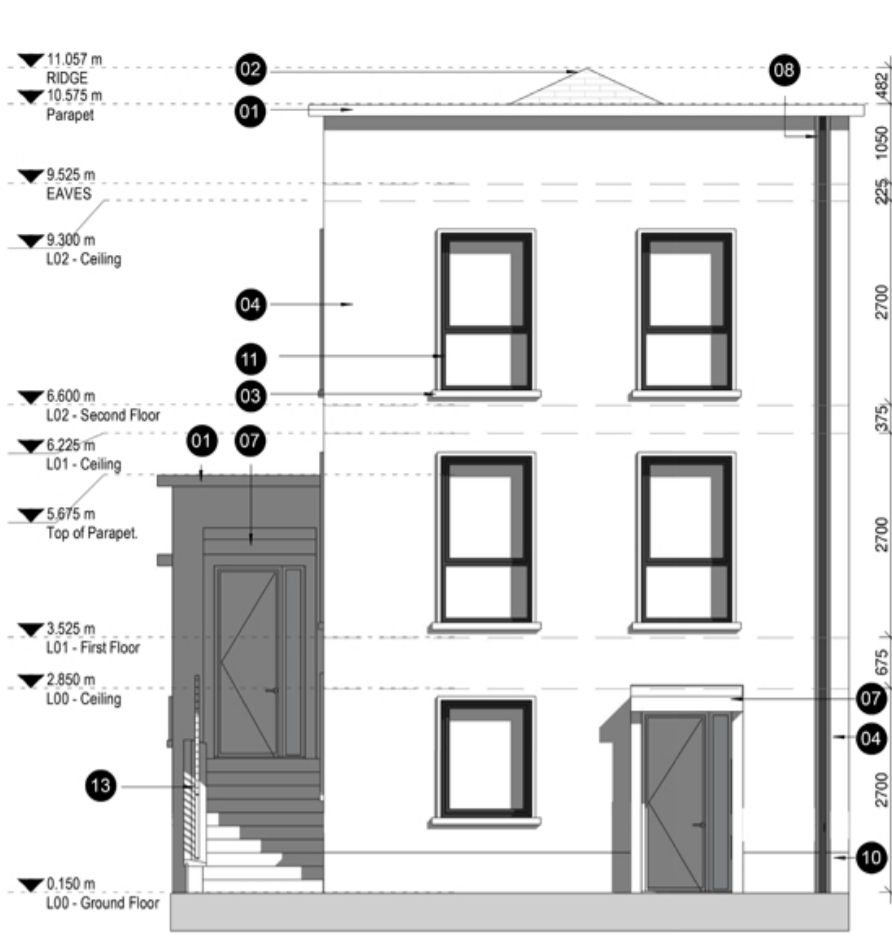 11.057 m
RIDGE
10.575 m
Parapet
02
01
08
482
1050
9.525 m
EAVES
225
9.300 m
L02 - Ceiling
04
2700
11
03
6.600 m
L02 - Second Floor
375
6.225 m
L01 - Ceiling
01
07
5.675 m
Top of Parapet.
2700
3.525 m
L01 - First Floor
675
2.850 m
L00 - Ceiling
07
04
13
2700
10
0.150 m
L00 - Ground Floor